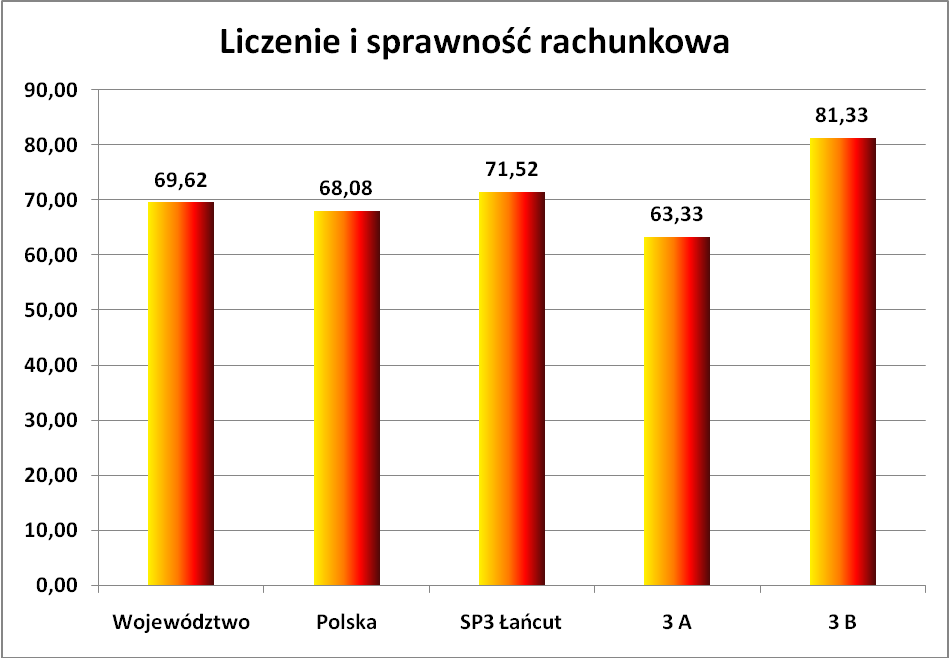 Liczenie i sprawność rachunkowa
90,00
80,00
70,00
60,00
50,00
40,00
30,00
20,00
10,00
0,00
69,62
68,08
71,52
63,33
81,33
Województwo
Polska
SP3 Łańcut
3 A
3 B